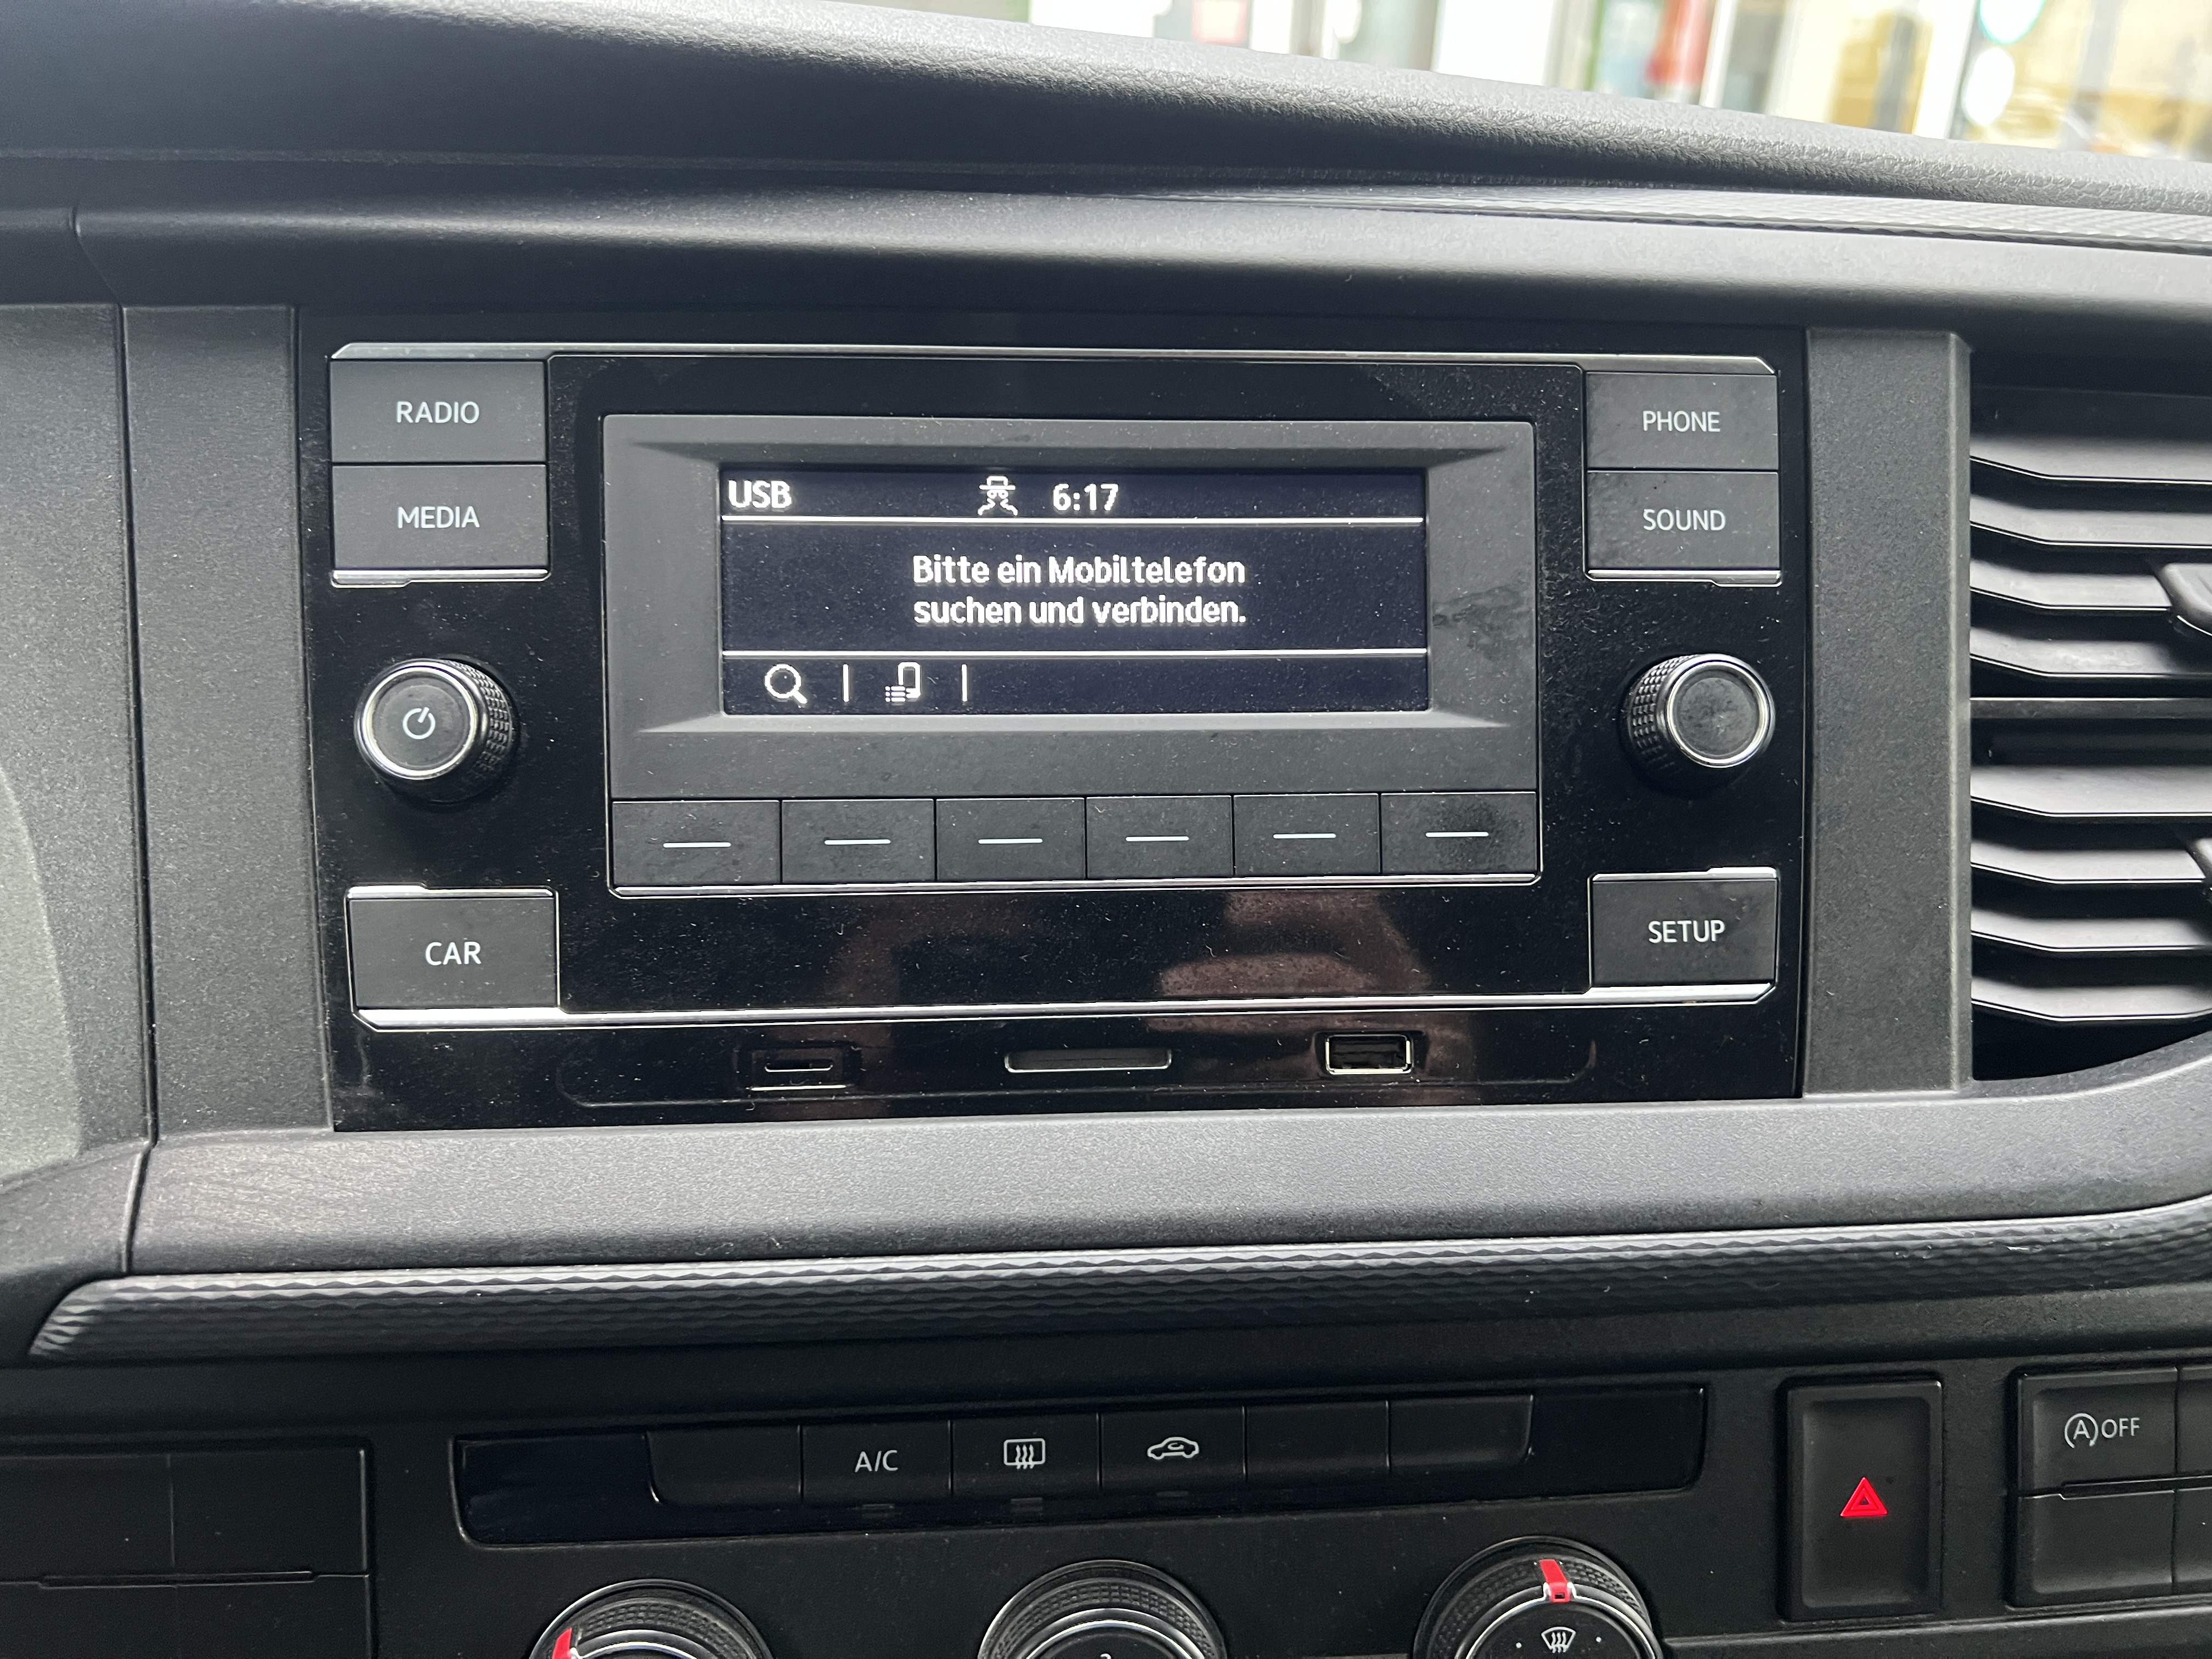 RADIO
MEDIA
PHONE
SOUND
USB 6:17
Bitte ein Mobiltelefon
suchen und verbinden.
CAR
SETUP
A/C
A OFF